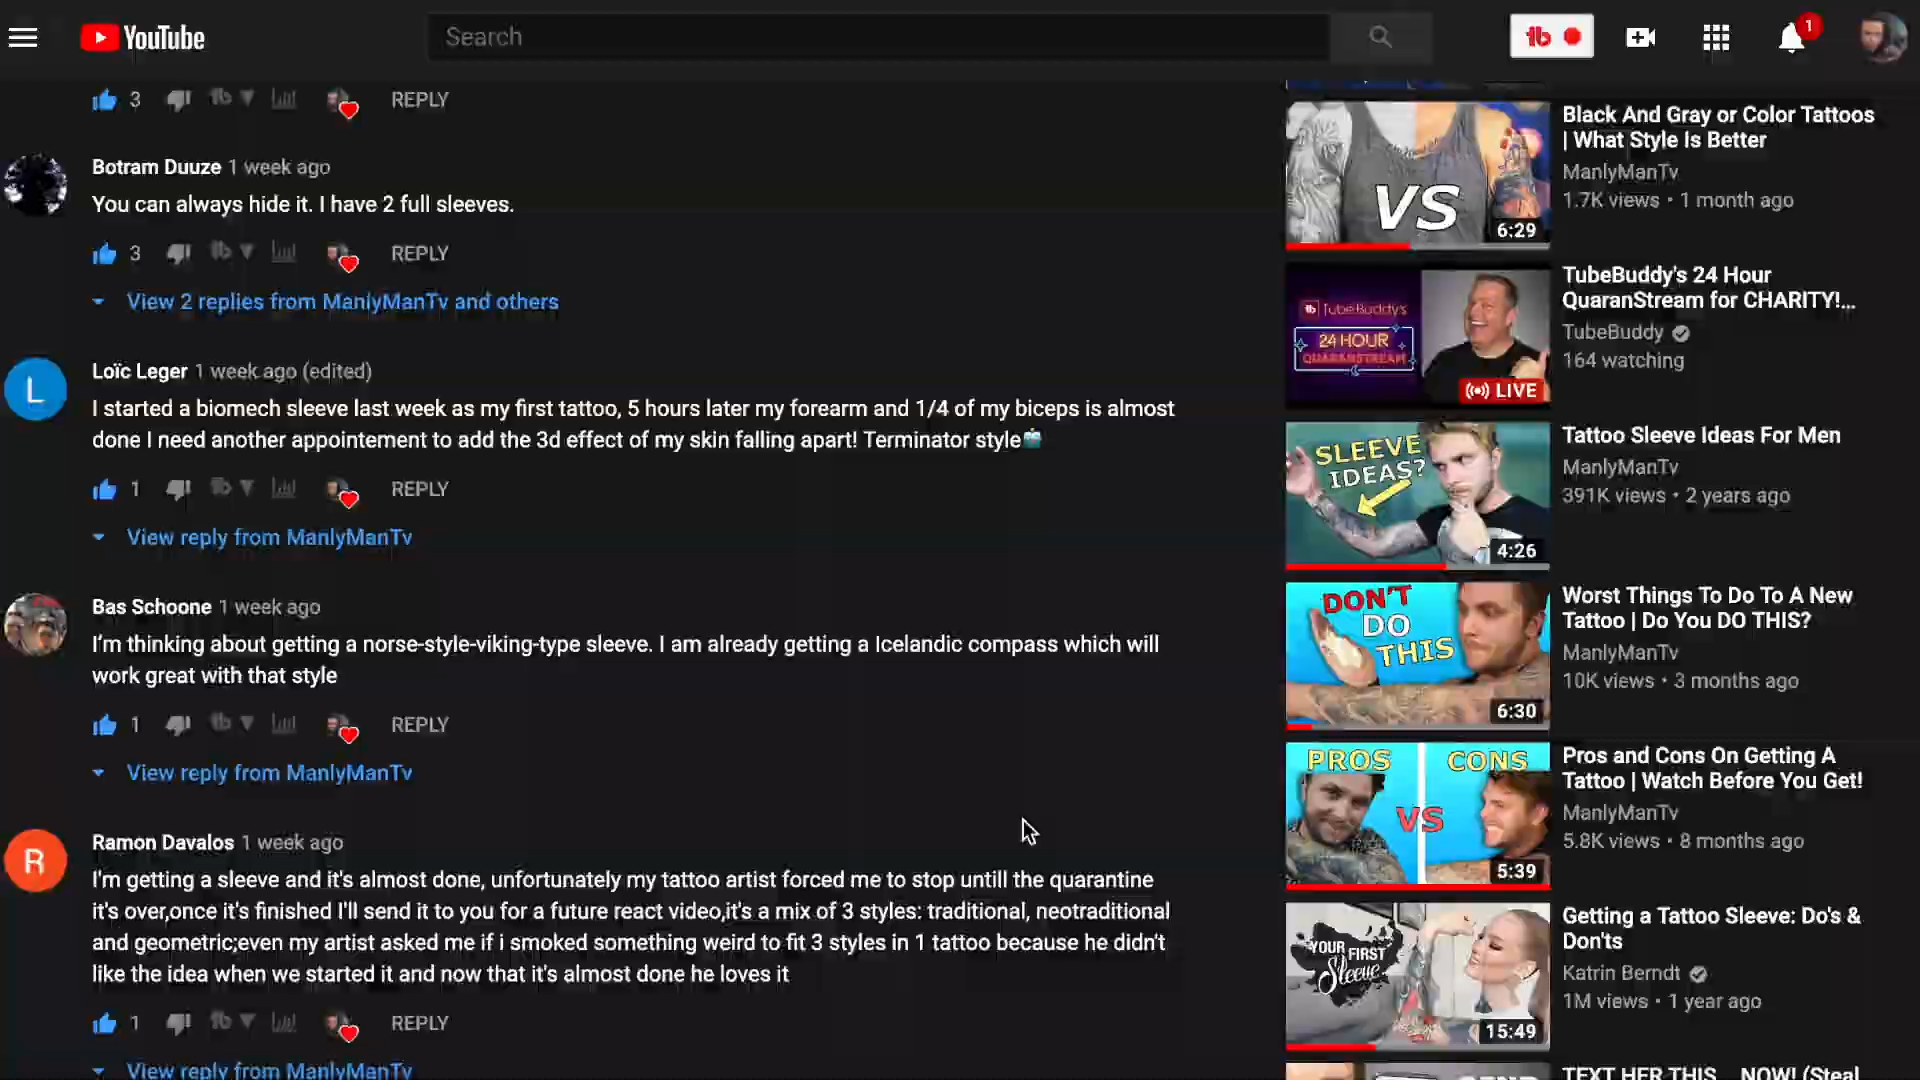 YouTube
Search
1
3
REPLY
Botram Duuze 1 week ago
You can always hide it. I have 2 full sleeves.
3
REPLY
View 2 replies from ManlyManTv and others
L
Loïc Leger 1 week ago (edited)
I started a biomech sleeve last week as my first tattoo, 5 hours later my forearm and 1/4 of my biceps is almost
done I need another appointement to add the 3d effect of my skin falling apart! Terminator style
1
REPLY
View reply from ManlyManTv
Bas Schoone 1 week ago
I'm thinking about getting a norse-style-viking-type sleeve. I am already getting a Icelandic compass which will
work great with that style
1
REPLY
View reply from ManlyManTv
R
Ramon Davalos 1 week ago
I'm getting a sleeve and it's almost done, unfortunately my tattoo artist forced me to stop untill the quarantine
it's over,once it's finished I'll send it to you for a future react video,it's a mix of 3 styles: traditional, neotraditional
and geometric;even my artist asked me if i smoked something weird to fit 3 styles in 1 tattoo because he didn't
like the idea when we started it and now that it's almost done he loves it
1
REPLY
View reply from ManlyManTv
VS
6:29
Black And Gray or Color Tattoos
| What Style Is Better
ManlyManTv
1.7K views • 1 month ago
TubeBuddy's
24 HOUR
QUARANSTREAM
LIVE
TubeBuddy's 24 Hour
QuaranStream for CHARITY!...
TubeBuddy
164 watching
SLEEVE
IDEAS?
4:26
Tattoo Sleeve Ideas For Men
ManlyManTv
391K views • 2 years ago
DON'T
DO
THIS
6:30
Worst Things To Do To A New
Tattoo | Do You DO THIS?
ManlyManTv
10K views • 3 months ago
PROS
CONS
VS
5:39
Pros and Cons On Getting A
Tattoo | Watch Before You Get!
ManlyManTv
5.8K views • 8 months ago
YOUR FIRST
Sleeve
15:49
Getting a Tattoo Sleeve: Do's &
Don'ts
Katrin Berndt
1M views • 1 year ago
TEXT HER THIS... NOW! (Steal